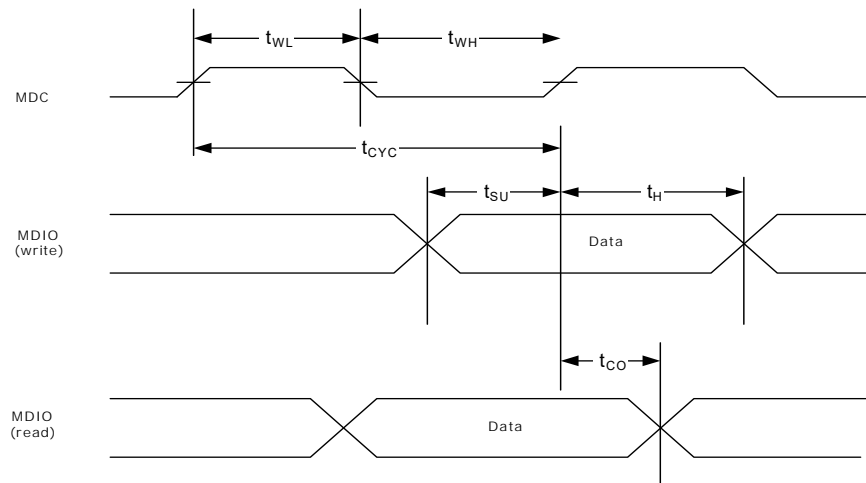 tWL
tWH
MDC
tCYC
tSU
tH
MDIO
(write)
Data
tCO
MDIO
(read)
Data